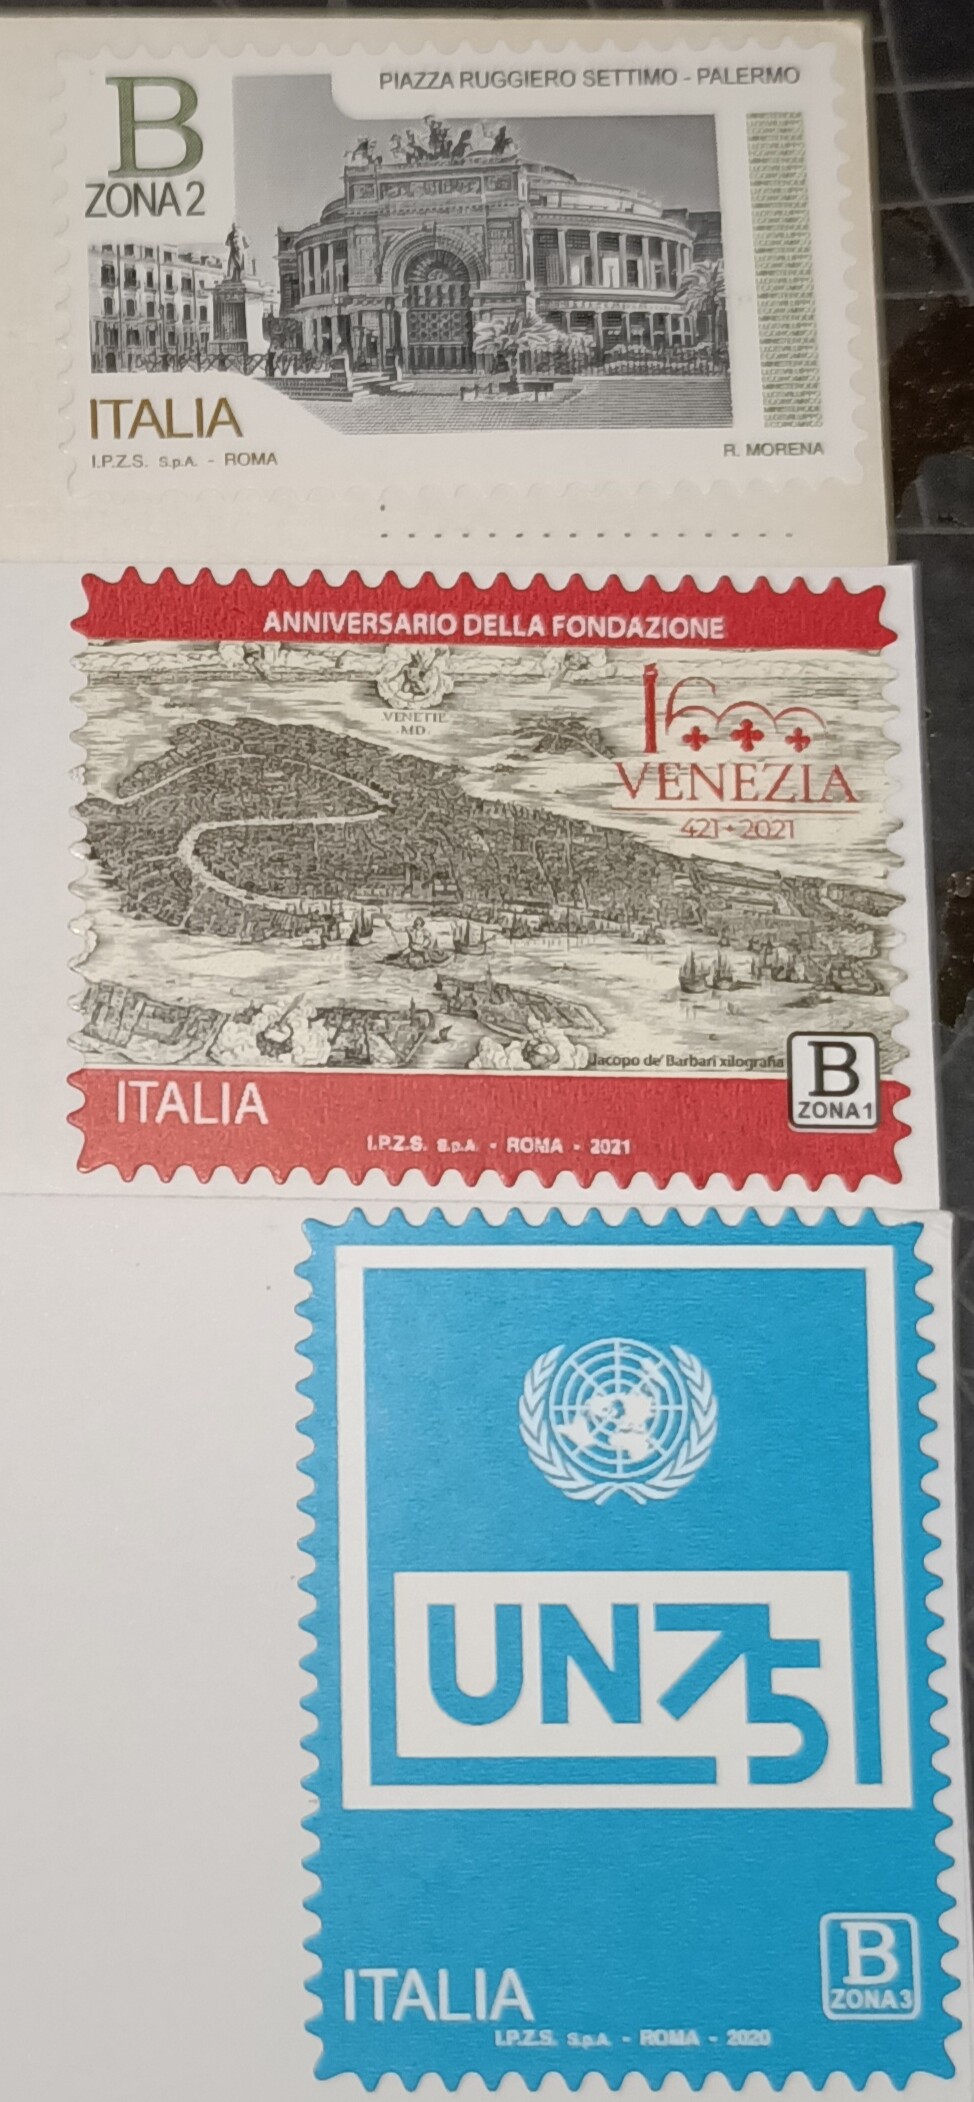 B
ZONA 2
PIAZZA RUGGIERO SETTIMO - PALERMO
ITALIA
I.P.Z.S. S.p.A. - ROMA
R. MORENA
ANNIVERSARIO DELLA FONDAZIONE
VENETIE
MD
1600
VENEZIA
421 • 2021
Jacopo de' Barbari xilografia
B
ZONA 1
ITALIA
I.P.Z.S. S.p.A. - ROMA - 2021
UN75
B
ZONA 3
ITALIA
I.P.Z.S. S.p.A. - ROMA - 2020